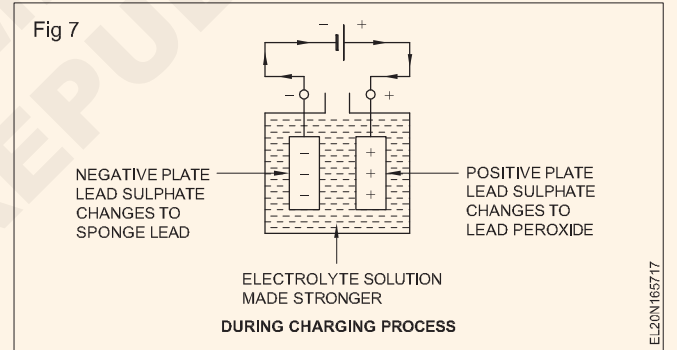 Fig 7
− +
− +
− +
− +
− +
NEGATIVE PLATE
LEAD SULPHATE
CHANGES TO
SPONGE LEAD
POSITIVE PLATE
LEAD SULPHATE
CHANGES TO
LEAD PEROXIDE
ELECTROLYTE SOLUTION
MADE STRONGER
DURING CHARGING PROCESS
EL20N165717